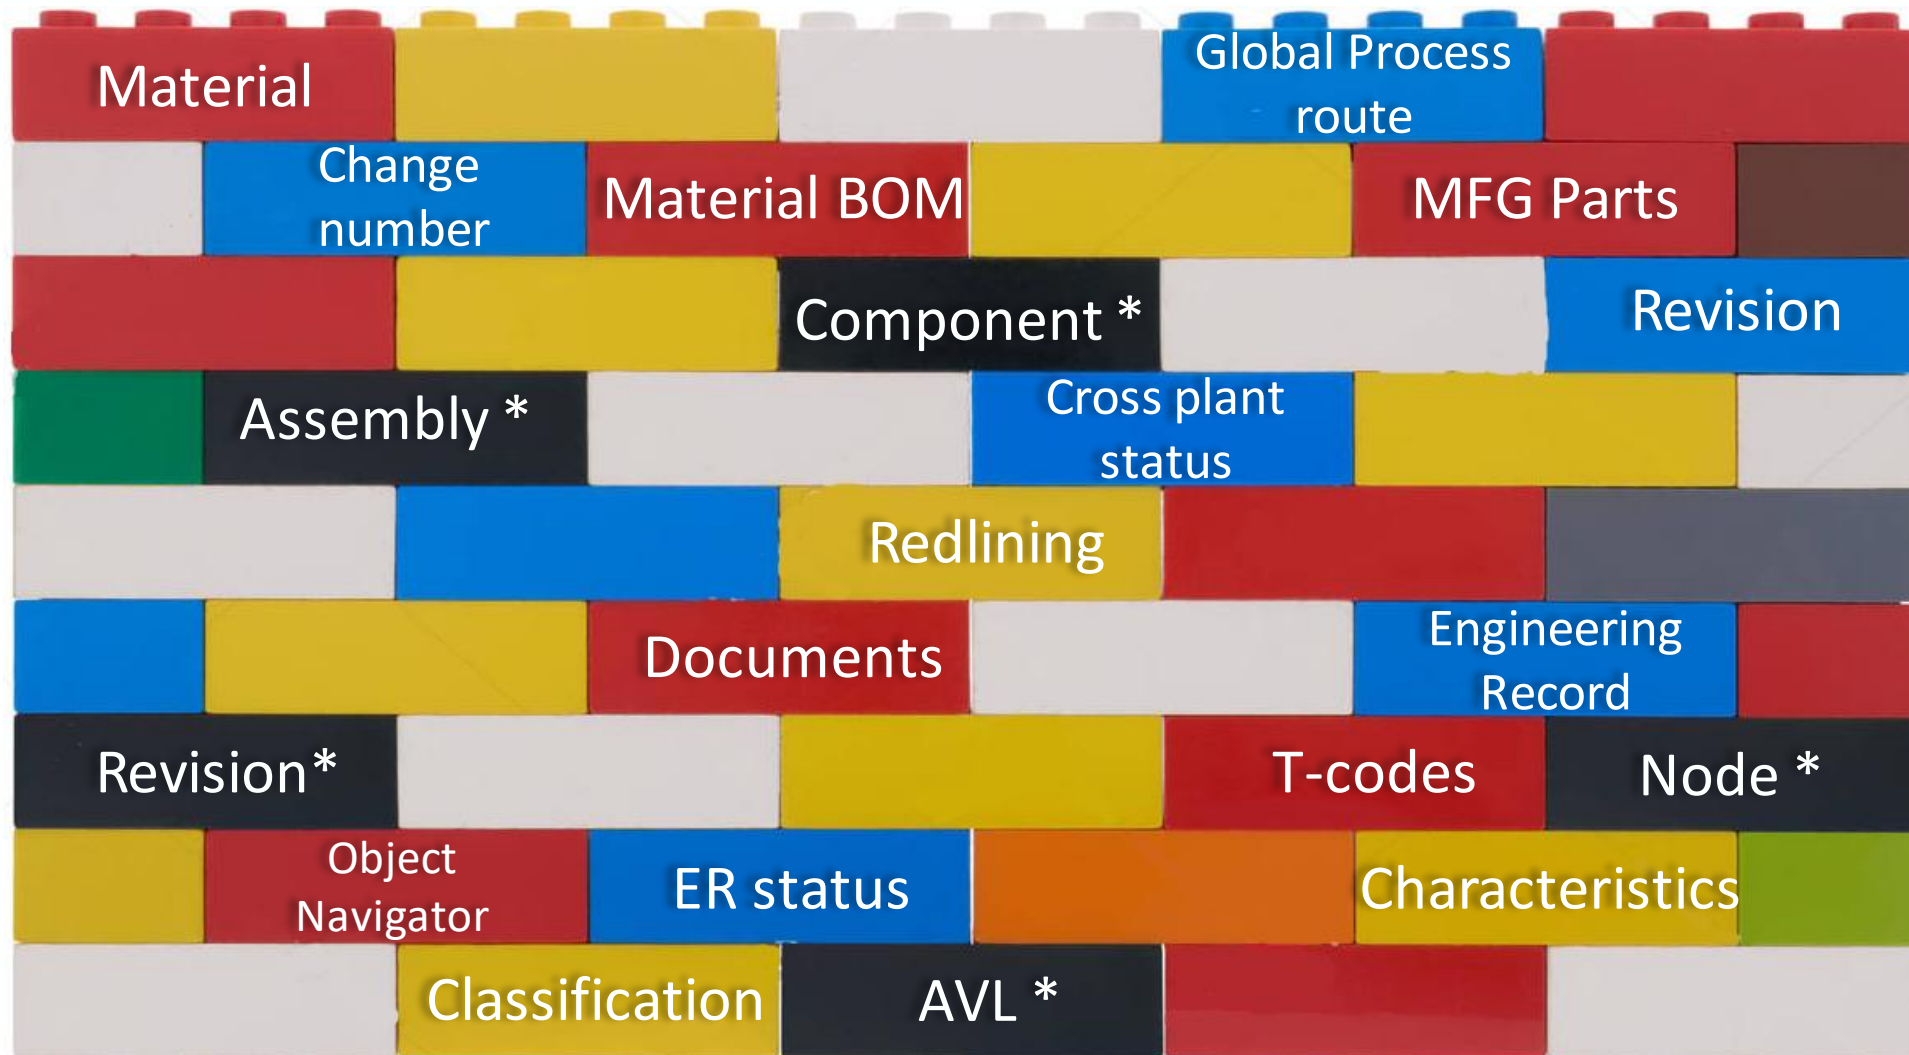 Material
Global Process
route
Change
number
Material BOM
MFG Parts
Component *
Revision
Assembly *
Cross plant
status
Redlining
Documents
Engineering
Record
Revision*
T-codes
Node *
Object
Navigator
ER status
Characteristics
Classification
AVL *